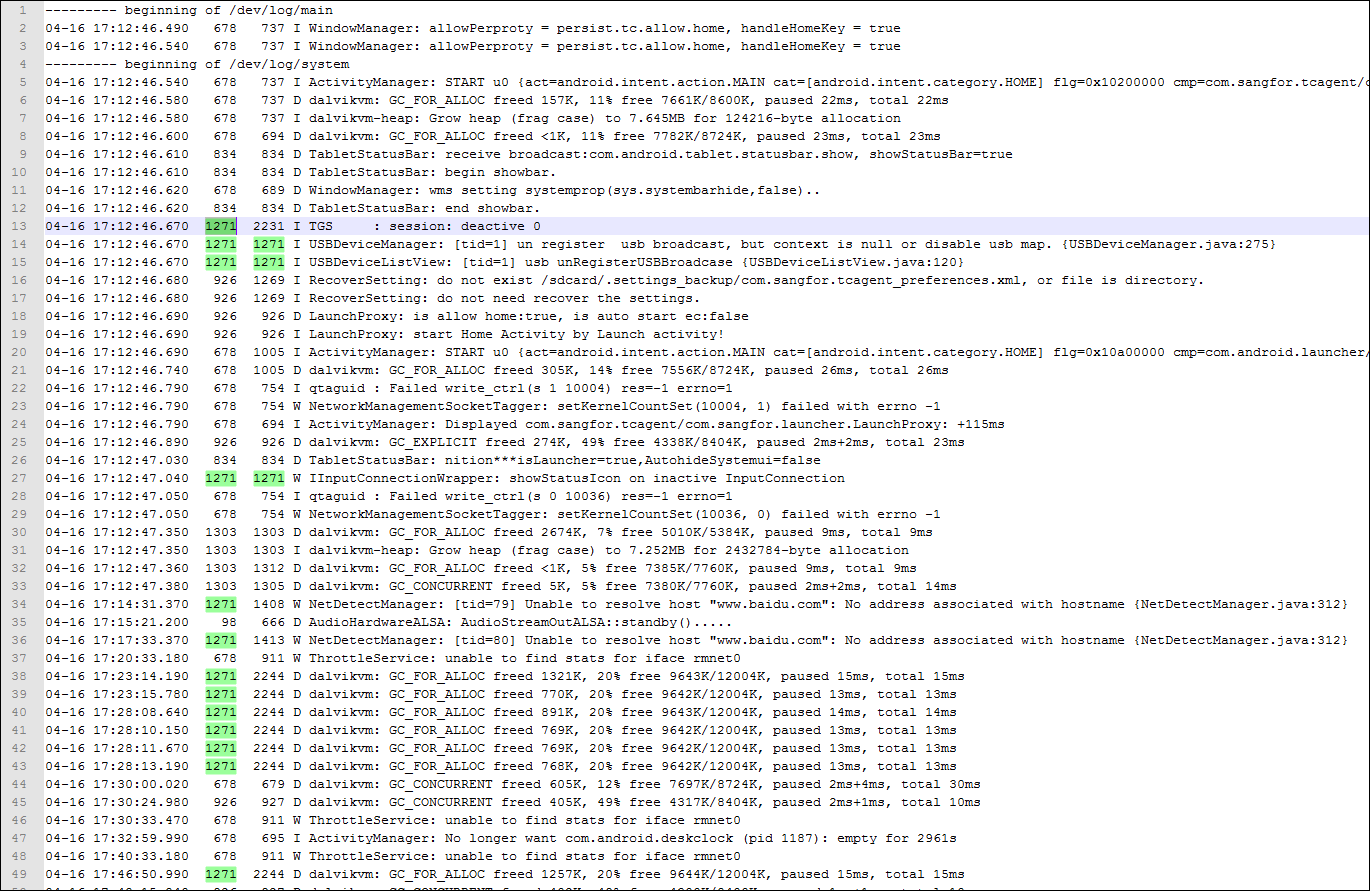 1 --------- beginning of /dev/log/main
2 04-16 17:12:46.490 678 737 I WindowManager: allowPerproty = persist.tc.allow.home, handleHomeKey = true
3 04-16 17:12:46.540 678 737 I WindowManager: allowPerproty = persist.tc.allow.home, handleHomeKey = true
4 --------- beginning of /dev/log/system
5 04-16 17:12:46.540 678 737 I ActivityManager: START u0 {act=android.intent.action.MAIN cat=[android.intent.category.HOME] flg=0x10200000 cmp=com.sangfor.tcagent/
6 04-16 17:12:46.580 678 737 D dalvikvm: GC_FOR_ALLOC freed 157K, 11% free 7661K/8600K, paused 22ms, total 22ms
7 04-16 17:12:46.580 678 737 I dalvikvm-heap: Grow heap (frag case) to 7.645MB for 124216-byte allocation
8 04-16 17:12:46.600 678 694 D dalvikvm: GC_FOR_ALLOC freed <1K, 11% free 7782K/8724K, paused 23ms, total 23ms
9 04-16 17:12:46.610 834 834 D TabletStatusBar: receive broadcast:com.android.tablet.statusbar.show, showStatusBar=true
10 04-16 17:12:46.610 834 834 D TabletStatusBar: begin showbar.
11 04-16 17:12:46.620 678 689 D WindowManager: wms setting systemprop(sys.systembarhide,false)..
12 04-16 17:12:46.620 834 834 D TabletStatusBar: end showbar.
13 04-16 17:12:46.670 1271 2231 I TGS : session: deactive 0
14 04-16 17:12:46.670 1271 1271 I USBDeviceManager: [tid=1] un register usb broadcast, but context is null or disable usb map. {USBDeviceManager.java:275}
15 04-16 17:12:46.670 1271 1271 I USBDeviceListView: [tid=1] usb unRegisterUSBBroadcase {USBDeviceListView.java:120}
16 04-16 17:12:46.680 926 1269 I RecoverSetting: do not exist /sdcard/.settings_backup/com.sangfor.tcagent_preferences.xml, or file is directory.
17 04-16 17:12:46.680 926 1269 I RecoverSetting: do not need recover the settings.
18 04-16 17:12:46.690 926 926 D LaunchProxy: is allow home:true, is auto start ec:false
19 04-16 17:12:46.690 926 926 I LaunchProxy: start Home Activity by Launch activity!
20 04-16 17:12:46.690 678 1005 I ActivityManager: START u0 {act=android.intent.action.MAIN cat=[android.intent.category.HOME] flg=0x10a00000 cmp=com.android.launcher/
21 04-16 17:12:46.740 678 1005 D dalvikvm: GC_FOR_ALLOC freed 305K, 14% free 7556K/8724K, paused 26ms, total 26ms
22 04-16 17:12:46.790 678 754 I qtaguid : Failed write_ctrl(s 1 10004) res=-1 errno=1
23 04-16 17:12:46.790 678 754 W NetworkManagementSocketTagger: setKernelCountSet(10004, 1) failed with errno -1
24 04-16 17:12:46.790 678 694 I ActivityManager: Displayed com.sangfor.tcagent/com.sangfor.launcher.LaunchProxy: +115ms
25 04-16 17:12:46.890 926 926 D dalvikvm: GC_EXPLICIT freed 274K, 49% free 4338K/8404K, paused 2ms+2ms, total 23ms
26 04-16 17:12:47.030 834 834 D TabletStatusBar: nition***isLauncher=true,AutohideSystemui=false
27 04-16 17:12:47.040 1271 1271 W IInputConnectionWrapper: showStatusIcon on inactive InputConnection
28 04-16 17:12:47.050 678 754 I qtaguid : Failed write_ctrl(s 0 10036) res=-1 errno=1
29 04-16 17:12:47.050 678 754 W NetworkManagementSocketTagger: setKernelCountSet(10036, 0) failed with errno -1
30 04-16 17:12:47.350 1303 1303 D dalvikvm: GC_FOR_ALLOC freed 2674K, 7% free 5010K/5384K, paused 9ms, total 9ms
31 04-16 17:12:47.350 1303 1303 I dalvikvm-heap: Grow heap (frag case) to 7.252MB for 2432784-byte allocation
32 04-16 17:12:47.360 1303 1312 D dalvikvm: GC_FOR_ALLOC freed <1K, 5% free 7385K/7760K, paused 9ms, total 9ms
33 04-16 17:12:47.380 1303 1305 D dalvikvm: GC_CONCURRENT freed 5K, 5% free 7380K/7760K, paused 2ms+2ms, total 14ms
34 04-16 17:14:31.370 1271 1408 W NetDetectManager: [tid=79] Unable to resolve host "www.baidu.com": No address associated with hostname {NetDetectManager.java:312}
35 04-16 17:15:21.200 98 666 D AudioHardwareALSA: AudioStreamOutALSA::standby().....
36 04-16 17:17:33.370 1271 1413 W NetDetectManager: [tid=80] Unable to resolve host "www.baidu.com": No address associated with hostname {NetDetectManager.java:312}
37 04-16 17:20:33.180 678 911 W ThrottleService: unable to find stats for iface rmnet0
38 04-16 17:23:14.190 1271 2244 D dalvikvm: GC_FOR_ALLOC freed 1321K, 20% free 9643K/12004K, paused 15ms, total 15ms
39 04-16 17:23:15.780 1271 2244 D dalvikvm: GC_FOR_ALLOC freed 770K, 20% free 9642K/12004K, paused 13ms, total 13ms
40 04-16 17:28:08.640 1271 2244 D dalvikvm: GC_FOR_ALLOC freed 891K, 20% free 9643K/12004K, paused 14ms, total 14ms
41 04-16 17:28:10.150 1271 2244 D dalvikvm: GC_FOR_ALLOC freed 769K, 20% free 9642K/12004K, paused 13ms, total 13ms
42 04-16 17:28:11.670 1271 2244 D dalvikvm: GC_FOR_ALLOC freed 769K, 20% free 9642K/12004K, paused 13ms, total 13ms
43 04-16 17:28:13.190 1271 2244 D dalvikvm: GC_FOR_ALLOC freed 768K, 20% free 9642K/12004K, paused 13ms, total 13ms
44 04-16 17:30:00.020 678 679 D dalvikvm: GC_CONCURRENT freed 605K, 12% free 7697K/8724K, paused 2ms+4ms, total 30ms
45 04-16 17:30:24.980 926 927 D dalvikvm: GC_CONCURRENT freed 405K, 49% free 4317K/8404K, paused 2ms+1ms, total 10ms
46 04-16 17:30:33.470 678 911 W ThrottleService: unable to find stats for iface rmnet0
47 04-16 17:32:59.990 678 695 I ActivityManager: No longer want com.android.deskclock (pid 1187): empty for 2961s
48 04-16 17:40:33.180 678 911 W ThrottleService: unable to find stats for iface rmnet0
49 04-16 17:46:50.990 1271 2244 D dalvikvm: GC_FOR_ALLOC freed 1257K, 20% free 9644K/12004K, paused 15ms, total 15ms